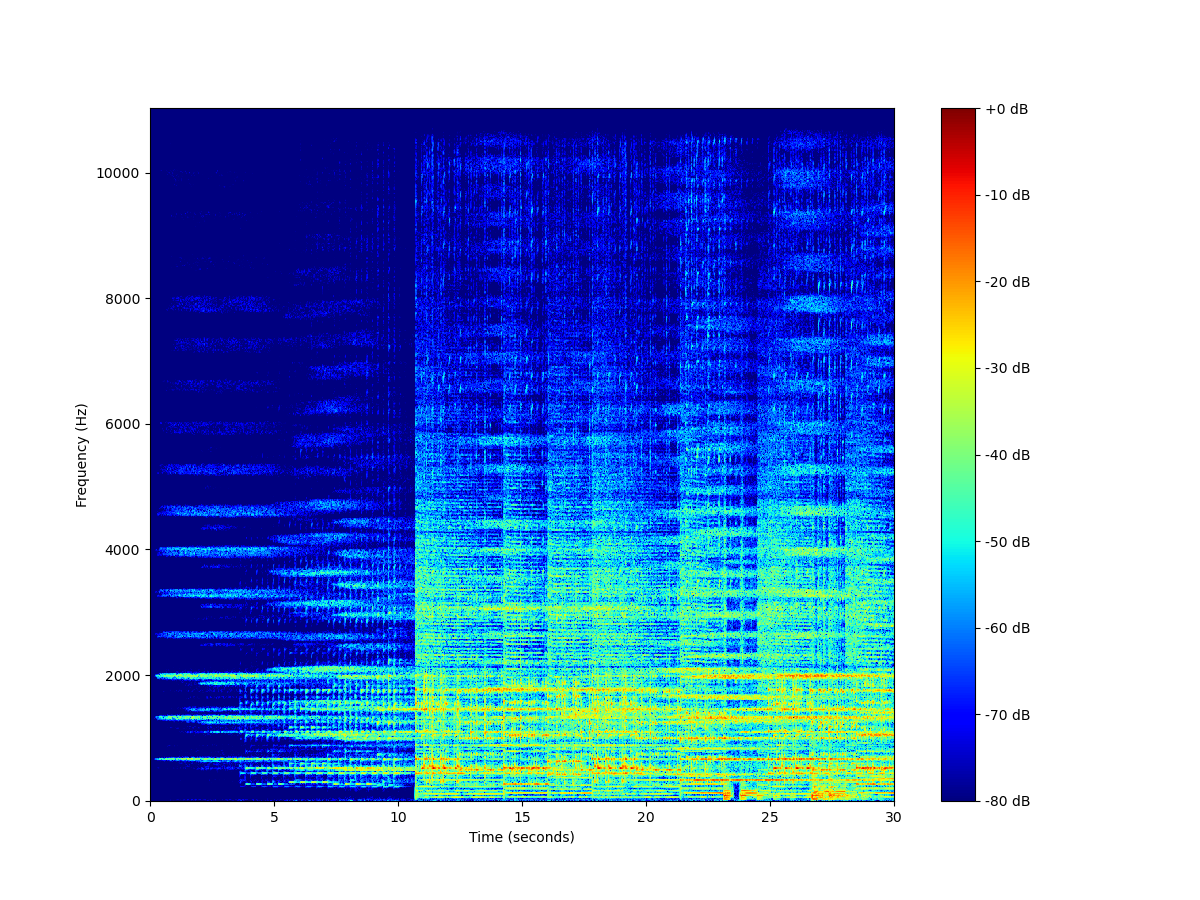 +0 dB
10000
-10 dB
-20 dB
8000
-30 dB
6000
Frequency (Hz)
-40 dB
4000
-50 dB
-60 dB
2000
-70 dB
0
-80 dB
0 5 10 15 20 25 30
Time (seconds)